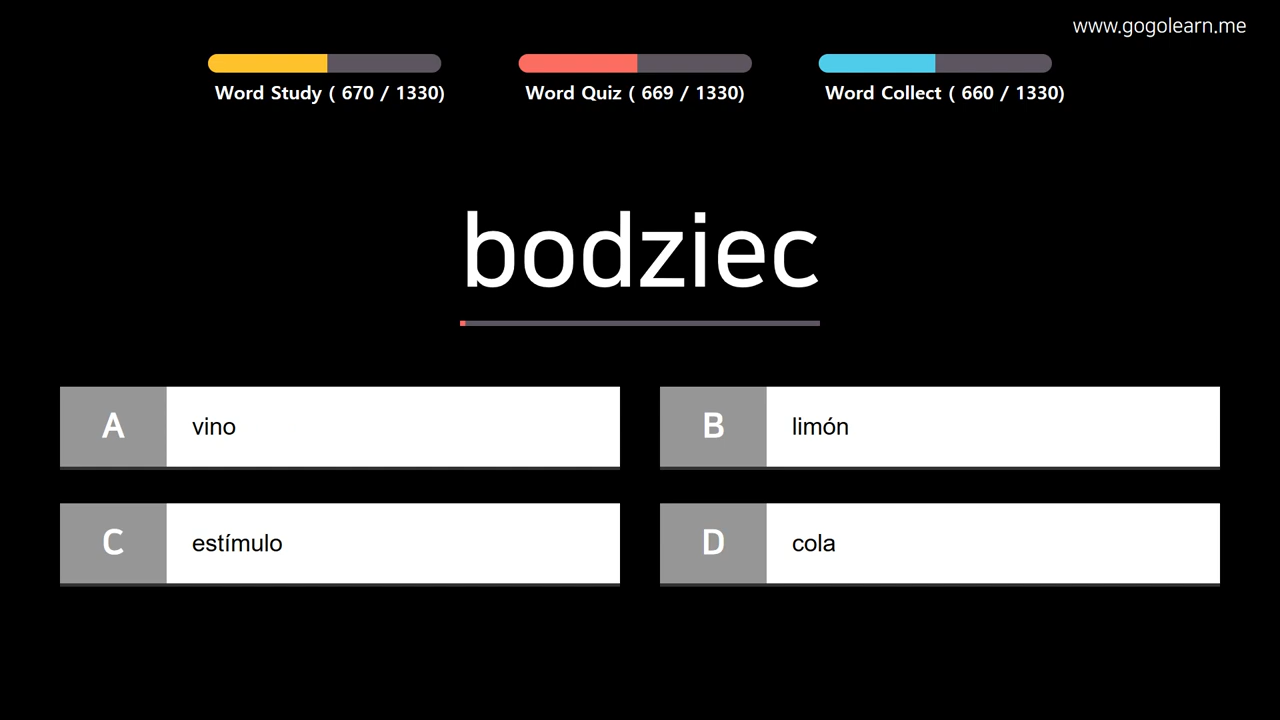 www.gogolearn.me
Word Study ( 670 / 1330)
Word Quiz ( 669 / 1330)
Word Collect ( 660 / 1330)
bodziec
A vino
B limón
C estímulo
D cola